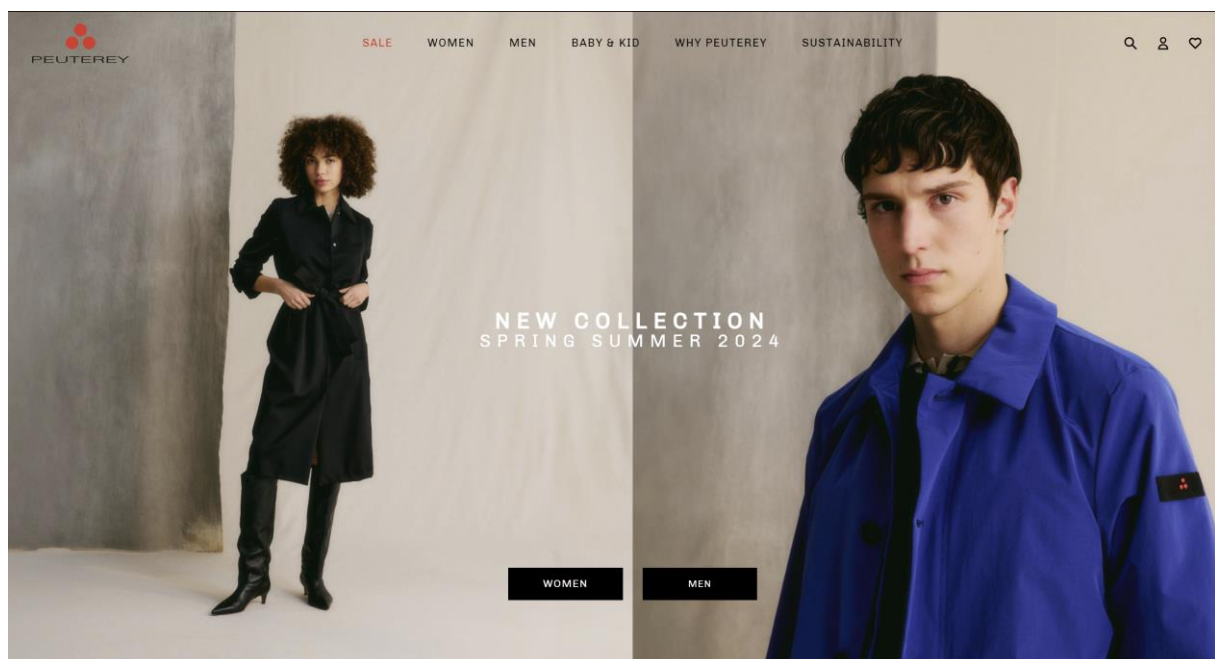 PEUTEREY
SALE WOMEN MEN BABY & KID WHY PEUTEREY SUSTAINABILITY
NEW COLLECTION
SPRING SUMMER 2024
WOMEN MEN